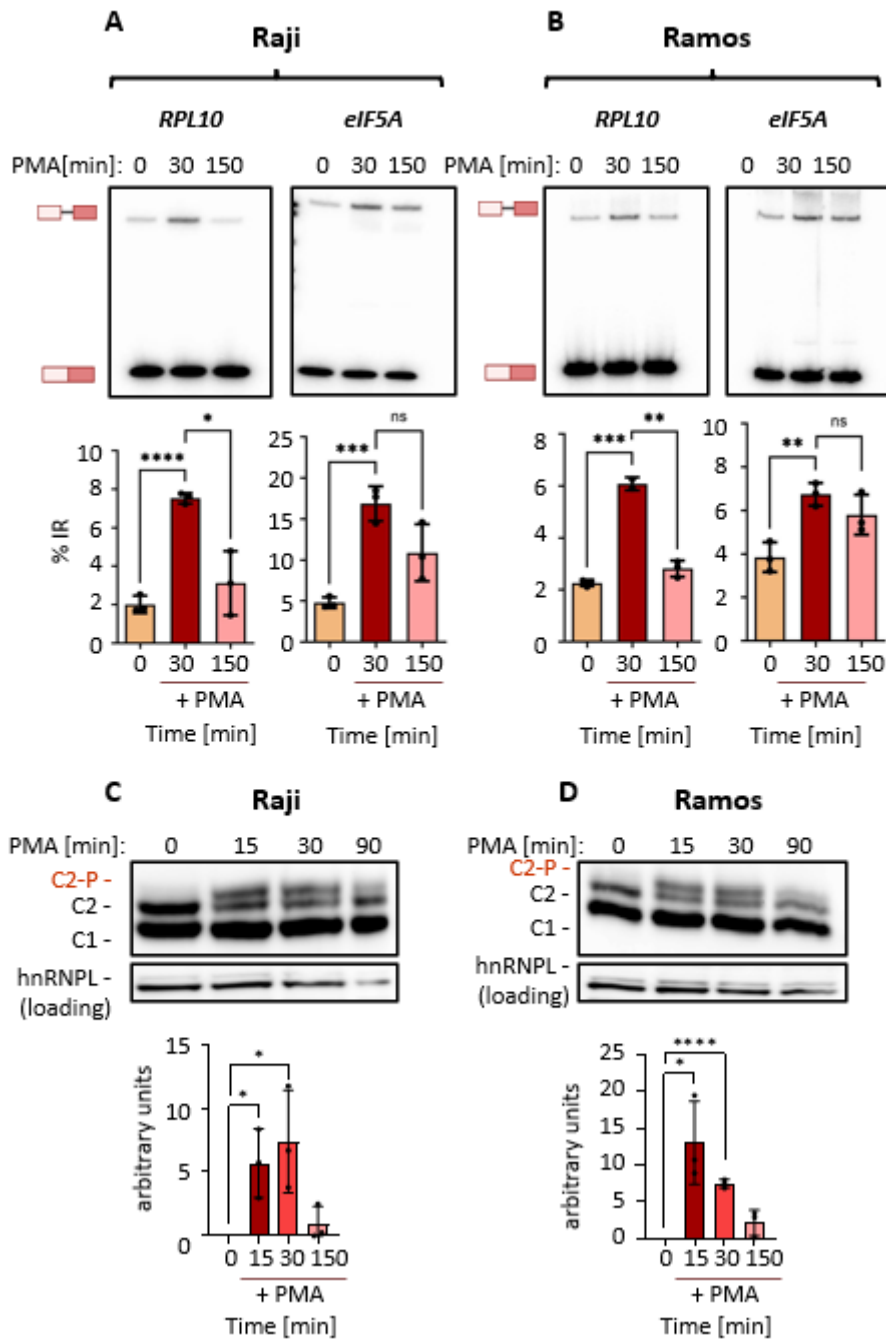 A
Raji
B
Ramos
RPL10
eIF5A
RPL10
eIF5A
PMA[min]: 0 30 150
0 30 150
PMA [min]: 0 30 150
0 30 150
% IR
10
8
6
4
2
0
****
*
0 30 150
+ PMA
Time [min]
25
20
15
10
5
0
***
ns
0 30 150
+ PMA
Time [min]
8
6
4
2
0
***
**
0 30 150
+ PMA
Time [min]
10
8
6
4
2
0
**
ns
0 30 150
+ PMA
Time [min]
C
Raji
PMA [min]: 0 15 30 90
C2-P -
C2 -
C1 -
hnRNPL -
(loading)
arbitrary units
15
10
5
0
*
*
0 15 30 150
+ PMA
Time [min]
D
Ramos
PMA [min]: 0 15 30 90
C2-P -
C2 -
C1 -
hnRNPL -
(loading)
arbitrary units
25
20
15
10
5
0
****
*
0 15 30 150
+ PMA
Time [min]